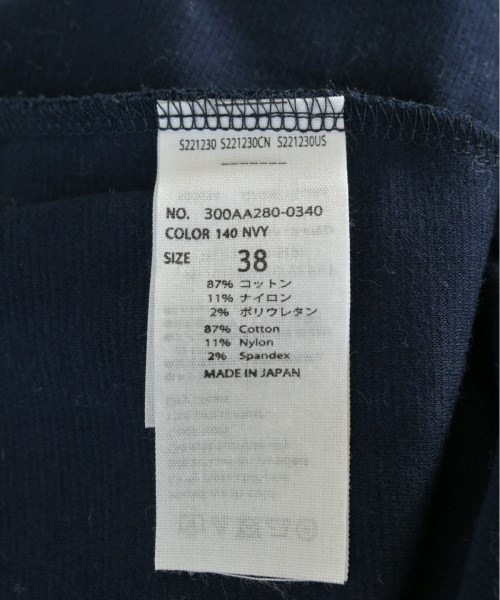 S221230 S221230CN S221230US
-------
NO. 300AA280-0340
COLOR 140 NVY
SIZE 38
87% コットン
11% ナイロン
2% ポリウレタン
87% Cotton
11% Nylon
2% Spandex
MADE IN JAPAN